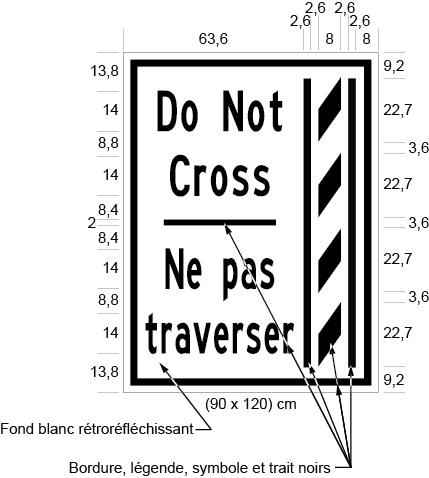 2,6 2,6
2,6 2,6
63,6 8 8
13,8
14
8,8
14
8,4
2
8,4
14
8,8
14
13,8
Do Not
Cross
Ne pas
traverser
9,2
22,7
3,6
22,7
3,6
22,7
3,6
22,7
9,2
(90 x 120) cm
Fond blanc rétroréfléchissant
Bordure, légende, symbole et trait noirs